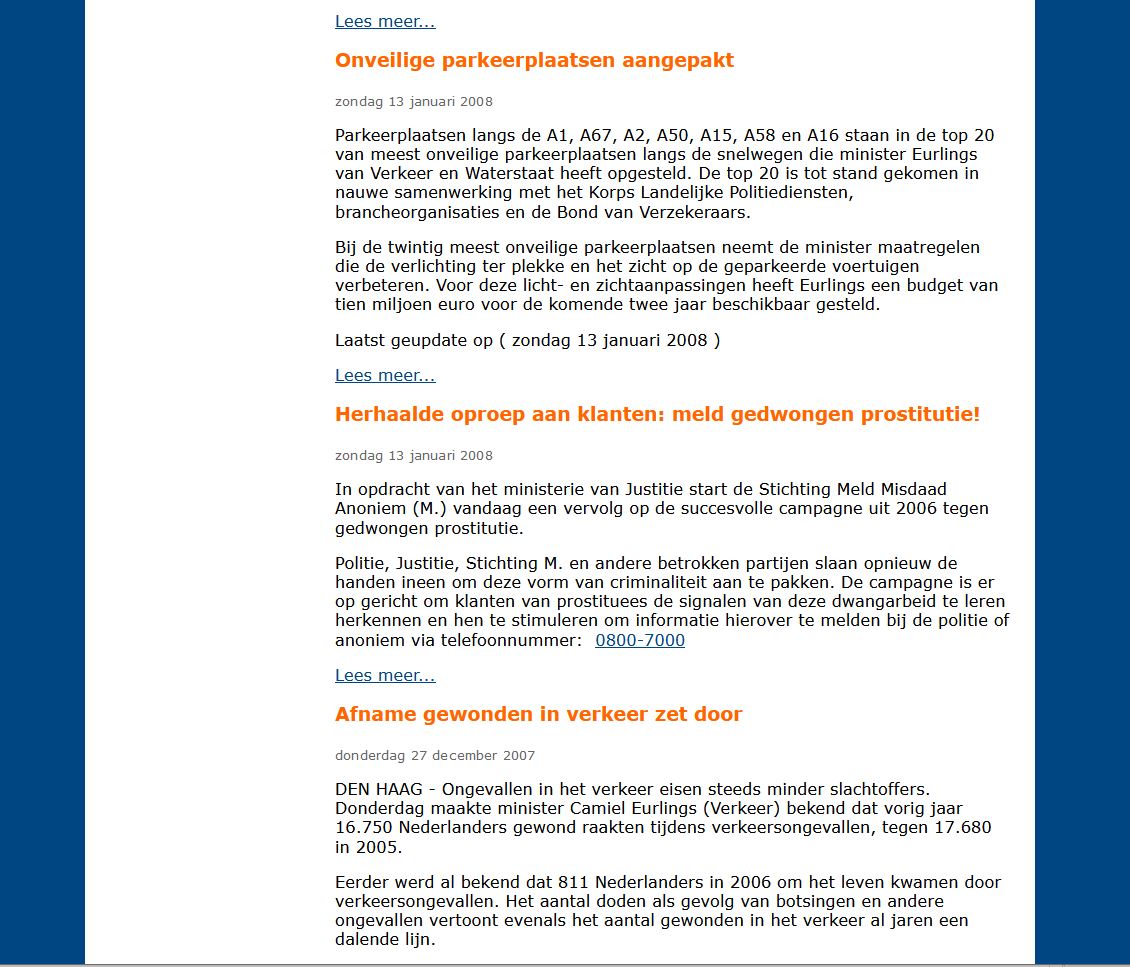 Lees meer...
Onveilige parkeerplaatsen aangepakt
zondag 13 januari 2008
Parkeerplaatsen langs de A1, A67, A2, A50, A15, A58 en A16 staan in de top 20
van meest onveilige parkeerplaatsen langs de snelwegen die minister Eurlings
van Verkeer en Waterstaat heeft opgesteld. De top 20 is tot stand gekomen in
nauwe samenwerking met het Korps Landelijke Politiediensten,
brancheorganisaties en de Bond van Verzekeraars.
Bij de twintig meest onveilige parkeerplaatsen neemt de minister maatregelen
die de verlichting ter plekke en het zicht op de geparkeerde voertuigen
verbeteren. Voor deze licht- en zichtaanpassingen heeft Eurlings een budget van
tien miljoen euro voor de komende twee jaar beschikbaar gesteld.
Laatst geupdate op ( zondag 13 januari 2008 )
Lees meer...
Herhaalde oproep aan klanten: meld gedwongen prostitutie!
zondag 13 januari 2008
In opdracht van het ministerie van Justitie start de Stichting Meld Misdaad
Anoniem (M.) vandaag een vervolg op de succesvolle campagne uit 2006 tegen
gedwongen prostitutie.
Politie, Justitie, Stichting M. en andere betrokken partijen slaan opnieuw de
handen ineen om deze vorm van criminaliteit aan te pakken. De campagne is er
op gericht om klanten van prostituees de signalen van deze dwangarbeid te leren
herkennen en hen te stimuleren om informatie hierover te melden bij de politie of
anoniem via telefoonnummer: 0800-7000
Lees meer...
Afname gewonden in verkeer zet door
donderdag 27 december 2007
DEN HAAG - Ongevallen in het verkeer eisen steeds minder slachtoffers.
Donderdag maakte minister Camiel Eurlings (Verkeer) bekend dat vorig jaar
16.750 Nederlanders gewond raakten tijdens verkeersongevallen, tegen 17.680
in 2005.
Eerder werd al bekend dat 811 Nederlanders in 2006 om het leven kwamen door
verkeersongevallen. Het aantal doden als gevolg van botsingen en andere
ongevallen vertoont evenals het aantal gewonden in het verkeer al jaren een
dalende lijn.